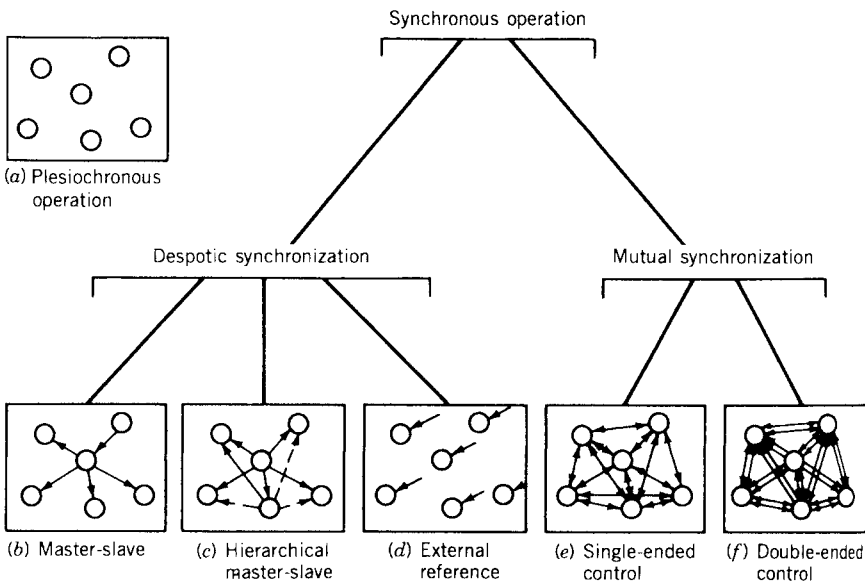 Synchronous operation
(a) Plesiochronous
operation
Despotic synchronization
Mutual synchronization
(b) Master-slave
(c) Hierarchical
master-slave
(d) External
reference
(e) Single-ended
control
(f) Double-ended
control